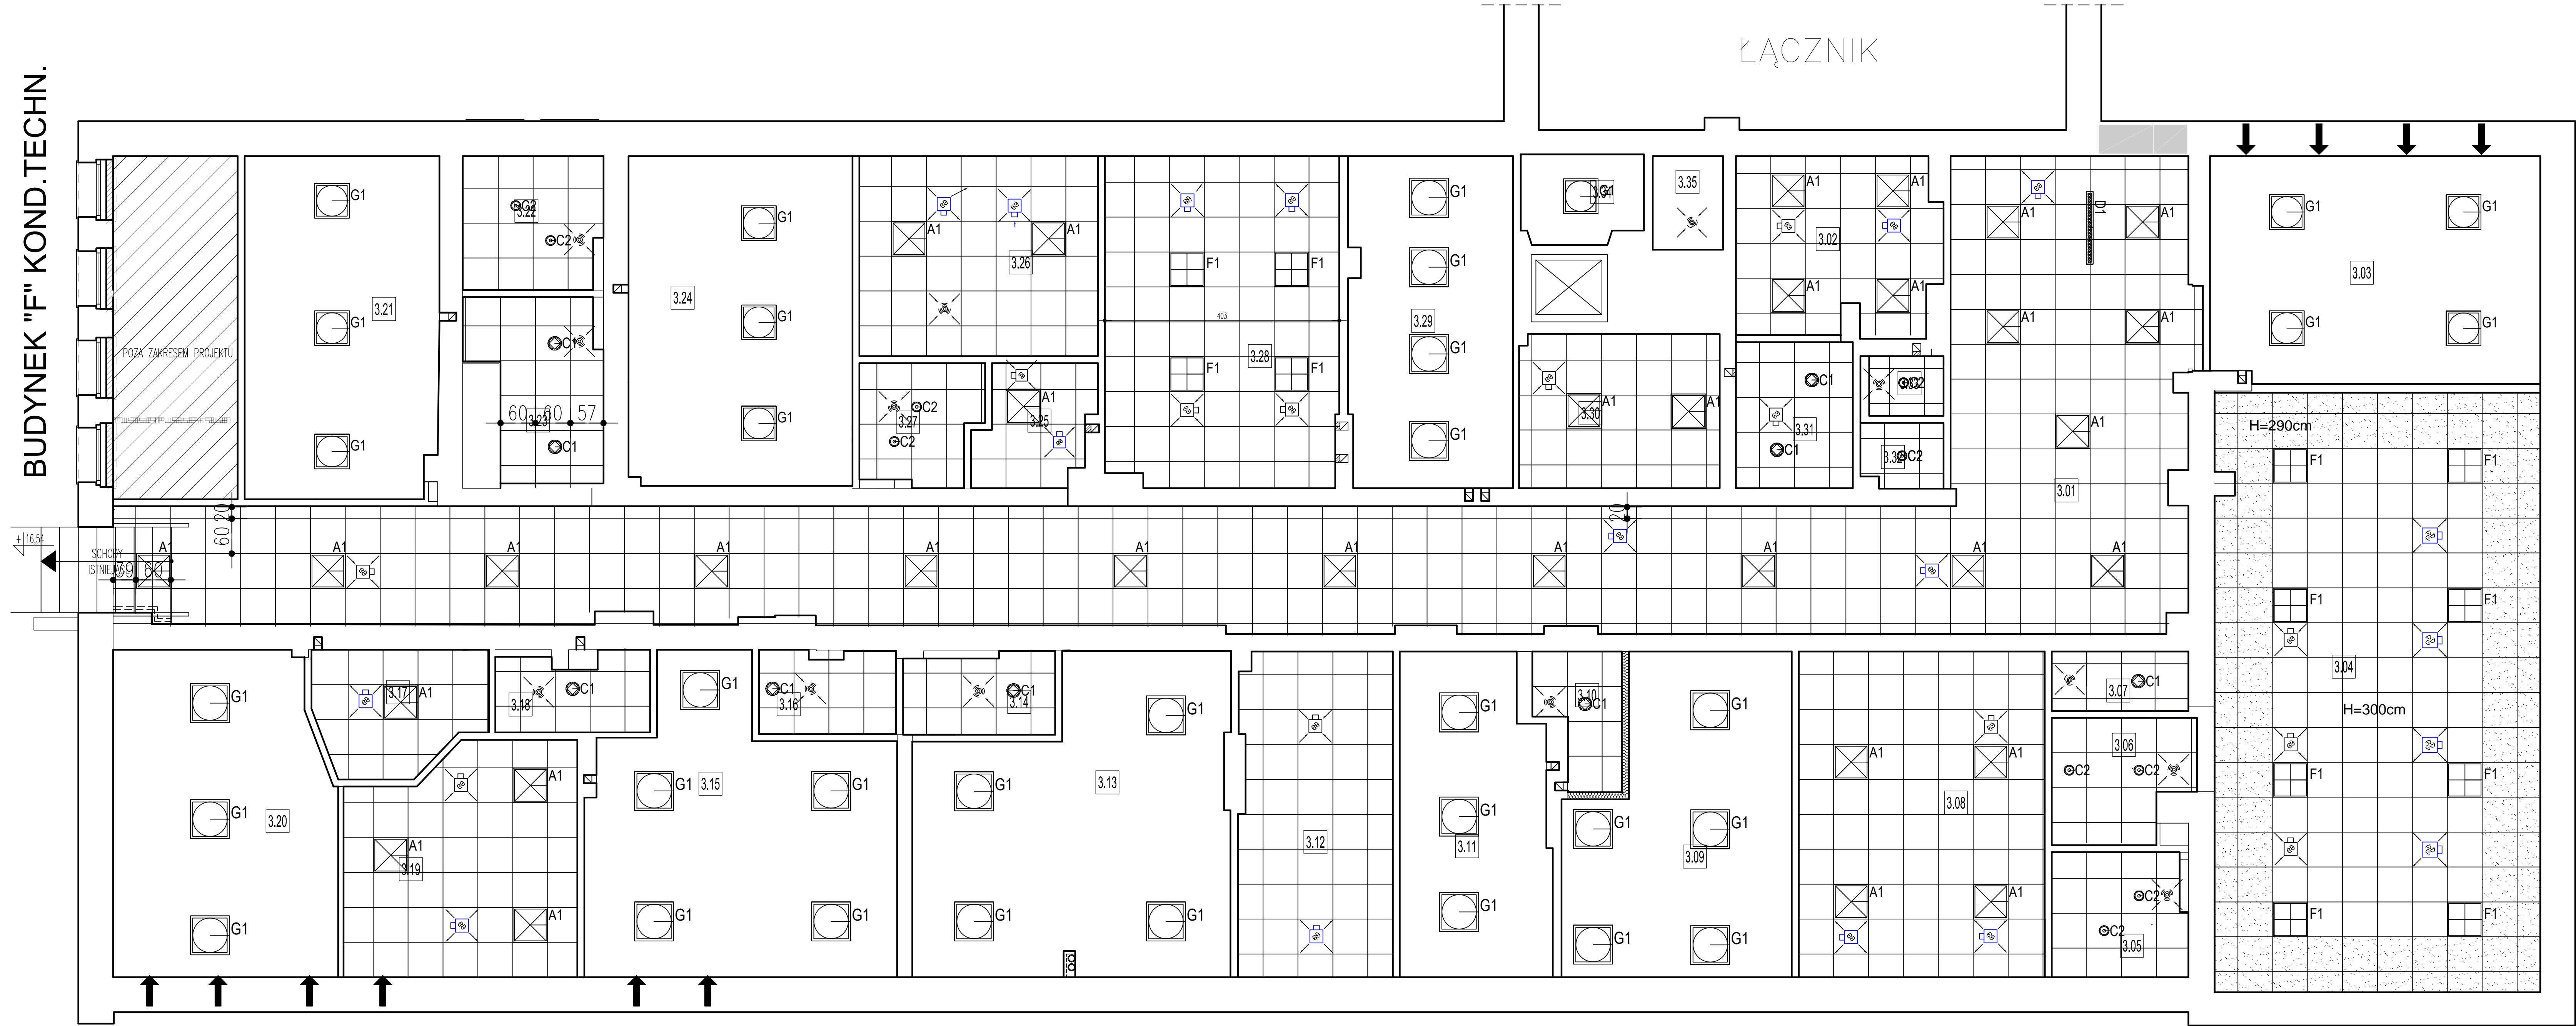 BUDYNEK "F" KOND.TECHN.
ŁĄCZNIK
POZA ZAKRESEM PROJEKTU
G1
G1
G1
3.21
C2
3.22
C2
C1
C1
60 60 57
3.23
3.24
G1
G1
G1
A1
A1
3.26
C2
C2
3.27
A1
3.25
F1
F1
403
3.28
F1
F1
G1
G1
3.29
G1
G1
G1
3.35
A1
A1
3.02
A1
A1
A1
A1
3.30
C1
3.31
C1
C2
C2
3.32
A1
A1
D1
A1
A1
A1
3.01
G1
G1
3.03
G1
G1
H=290cm
F1
F1
F1
F1
3.04
H=300cm
F1
F1
F1
F1
+16,54
SCHODY
39 60
60 20
20
A1
A1
A1
A1
A1
A1
A1
A1
A1
A1
A1
G1
G1
3.20
G1
3.17
A1
A1
A1
3.19
A1
3.18
C1
G1
G1
3.15
G1
G1
G1
C1
3.16
C1
3.14
G1
G1
3.13
G1
G1
3.12
G1
G1
3.11
G1
3.10
C1
G1
G1
G1
3.09
G1
G1
A1
A1
3.08
A1
A1
C1
3.07
3.06
C2
C2
C2
C2
3.05